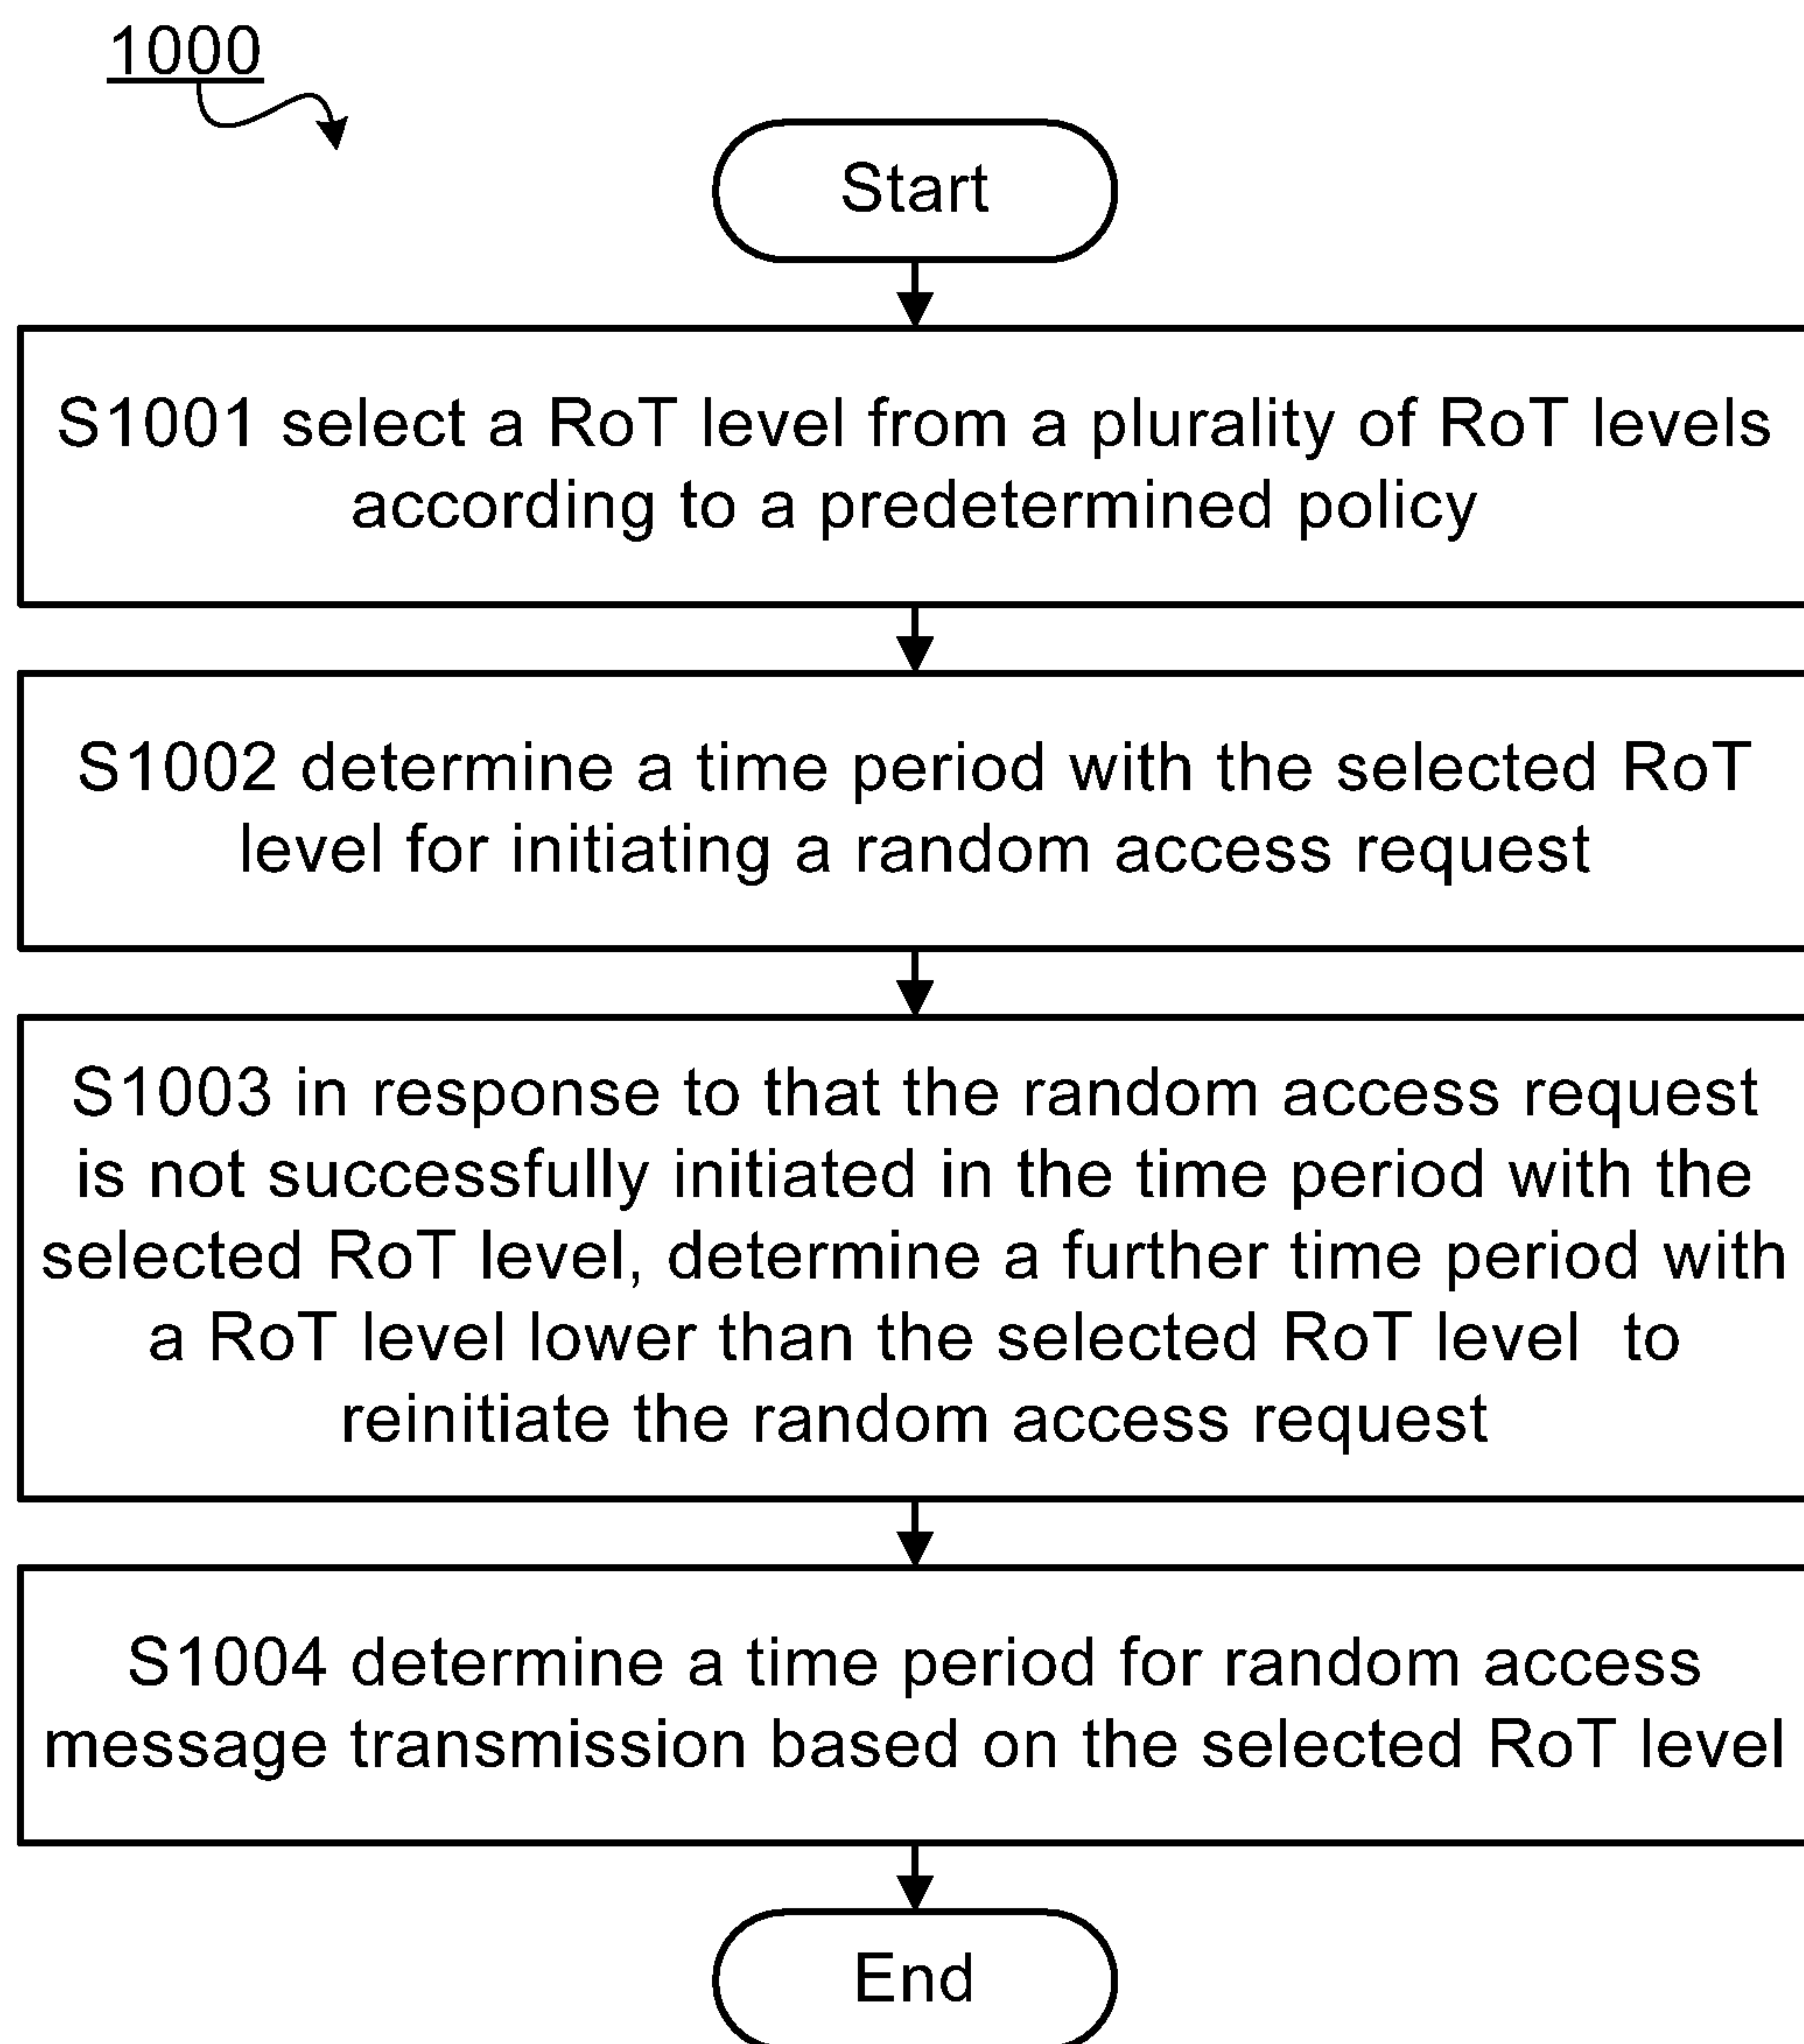 1000
Start
S1001 select a RoT level from a plurality of RoT levels
according to a predetermined policy
S1002 determine a time period with the selected RoT
level for initiating a random access request
S1003 in response to that the random access request
is not successfully initiated in the time period with the
selected RoT level, determine a further time period with
a RoT level lower than the selected RoT level to
reinitiate the random access request
S1004 determine a time period for random access
message transmission based on the selected RoT level
End